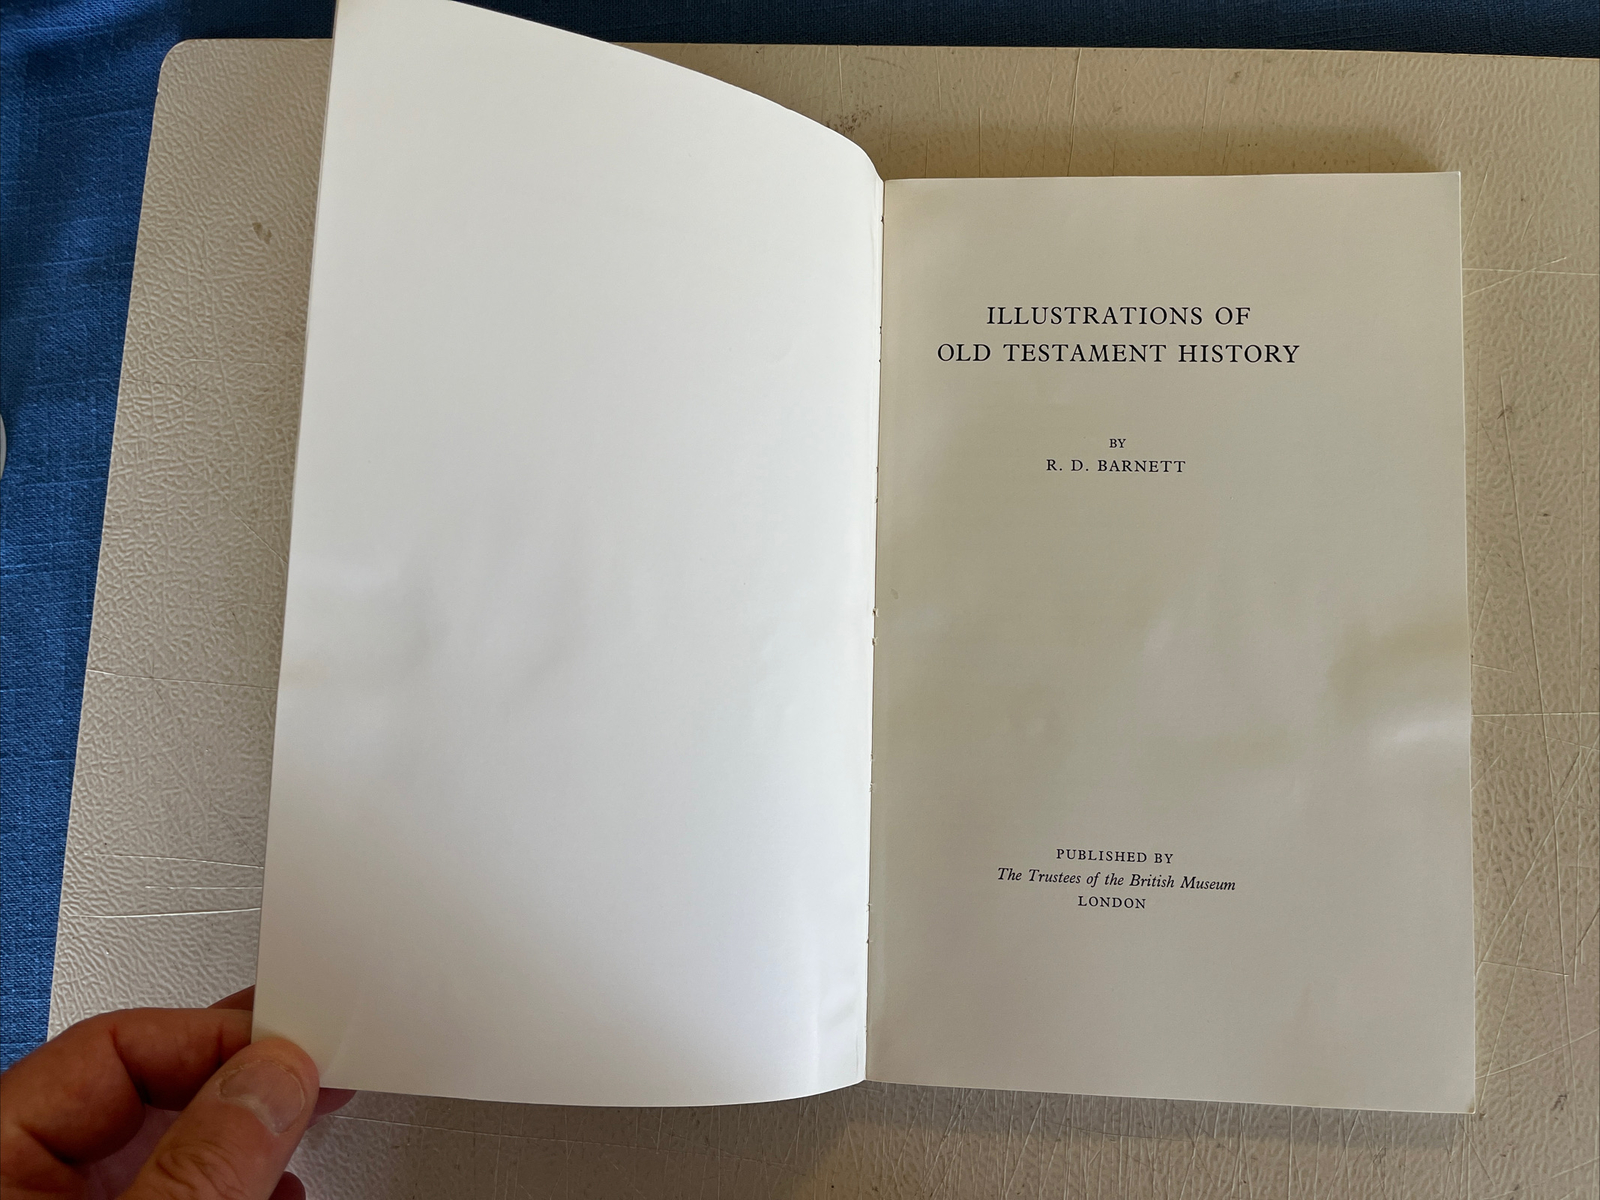 ILLUSTRATIONS OF
OLD TESTAMENT HISTORY
BY
R. D. BARNETT
PUBLISHED BY
The Trustees of the British Museum
LONDON